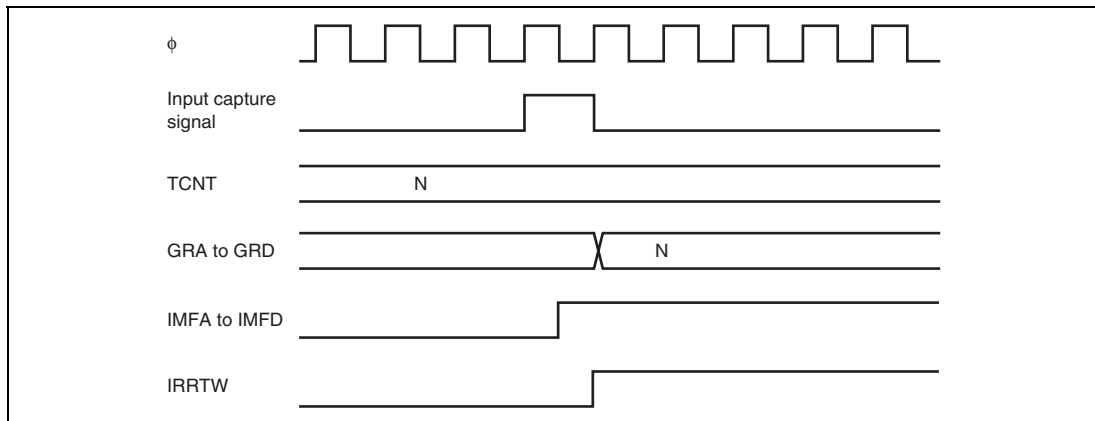 ϕ
Input capture
signal
TCNT
N
GRA to GRD
N
IMFA to IMFD
IRRTW